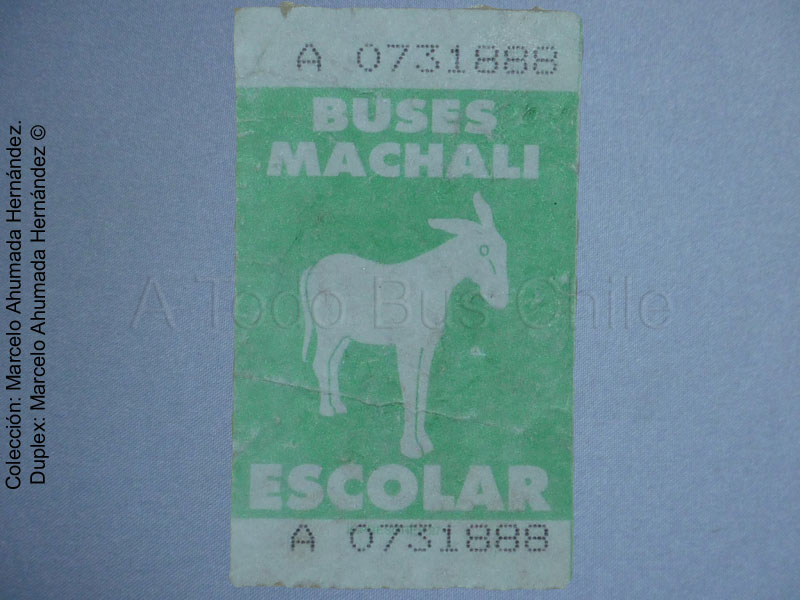 A 0731888
BUSES
MACHALI
ESCOLAR
A 0731888
A Todo Bus Chile
Colección: Marcelo Ahumada Hernández.
Duplex: Marcelo Ahumada Hernández ©